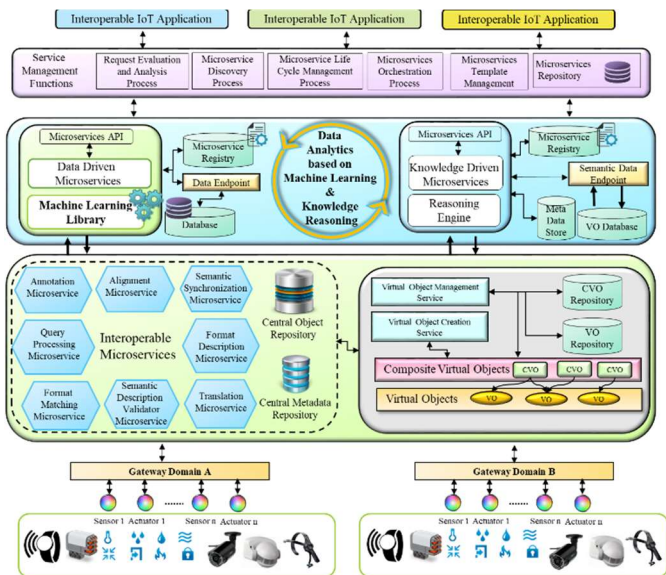 Interoperable IoT Application
Interoperable IoT Application
Interoperable IoT Application
Service
Management
Functions
Request Evaluation
and Analysis
Process
Microservice
Discovery
Process
Microservice Life
Cycle Management
Process
Microservices
Orchestration
Process
Microservices
Template
Management
Microservices
Repository
Microservices API
Data Driven
Microservices
Machine Learning
Library
Microservice
Registry
Data Endpoint
Database
Data
Analytics
based on
Machine Learning
&
Knowledge
Reasoning
Microservices API
Knowledge Driven
Microservices
Reasoning
Engine
Microservice
Registry
Semantic Data
Endpoint
Meta
Data
Store
VO Database
Annotation
Microservice
Alignment
Microservice
Semantic
Synchronization
Microservice
Query
Processing
Microservice
Interoperable
Microservices
Format
Description
Microservice
Format
Matching
Microservice
Semantic
Description
Validator
Microservice
Translation
Microservice
Central Object
Repository
Central Metadata
Repository
Virtual Object Management
Service
Virtual Object Creation
Service
CVO
Repository
VO
Repository
Composite Virtual Objects
CVO
CVO
CVO
Virtual Objects
VO
VO
VO
Gateway Domain A
Sensor 1
Actuator 1
........
Sensor n
Actuator n
Gateway Domain B
Sensor 1
Actuator 1
........
Sensor n
Actuator n